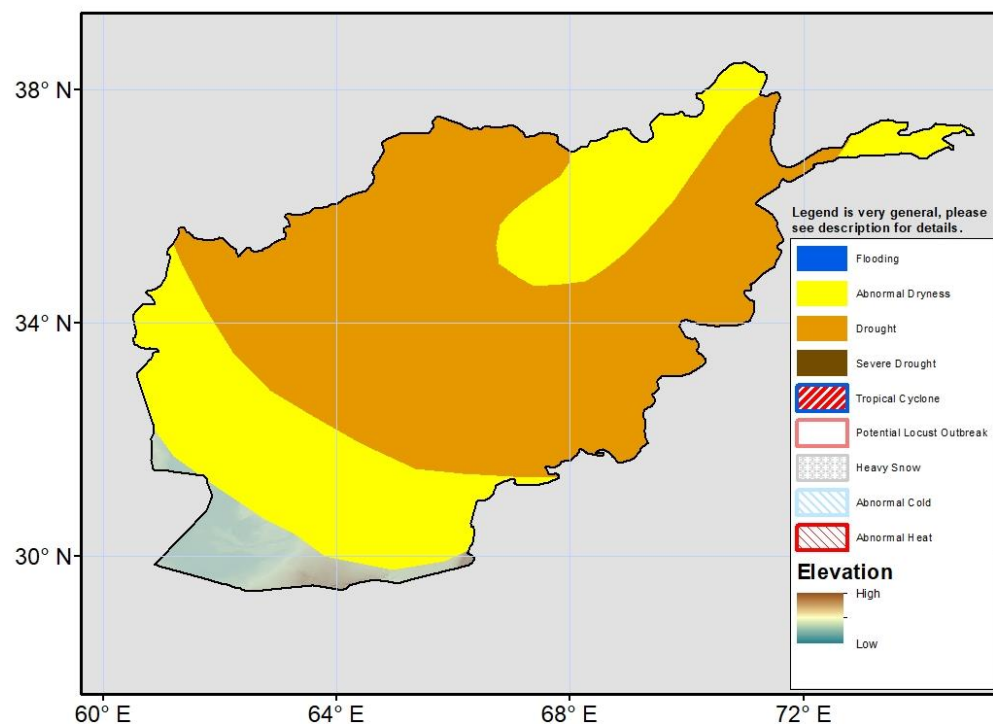 38° N
34° N
30° N
60° E
64° E
68° E
72° E
Legend is very general, please
see description for details.
Flooding
Abnormal Dryness
Drought
Severe Drought
Tropical Cyclone
Potential Locust Outbreak
Heavy Snow
Abnormal Cold
Abnormal Heat
Elevation
High
Low